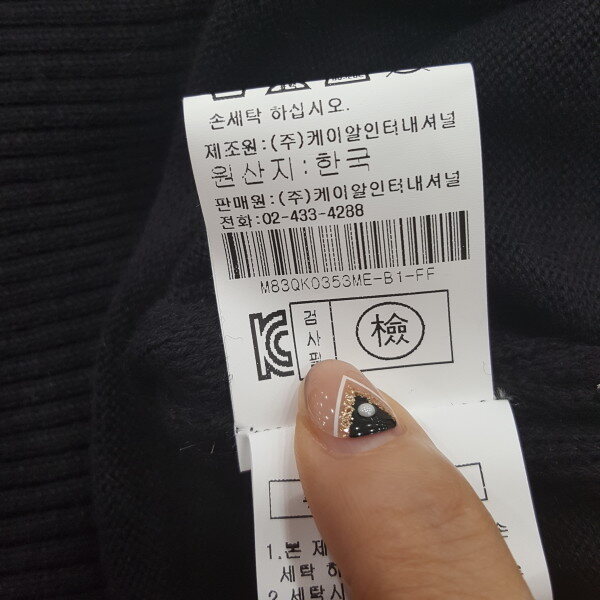 손세탁 하십시오.
제조원:(주)케이알인터내셔널
원산지:한국
판매원:(주)케이알인터내셔널
전화:02-433-4288
M83QK0353ME-B1-FF
검사필
檢
1.본 제
세탁 하
2.세탁시